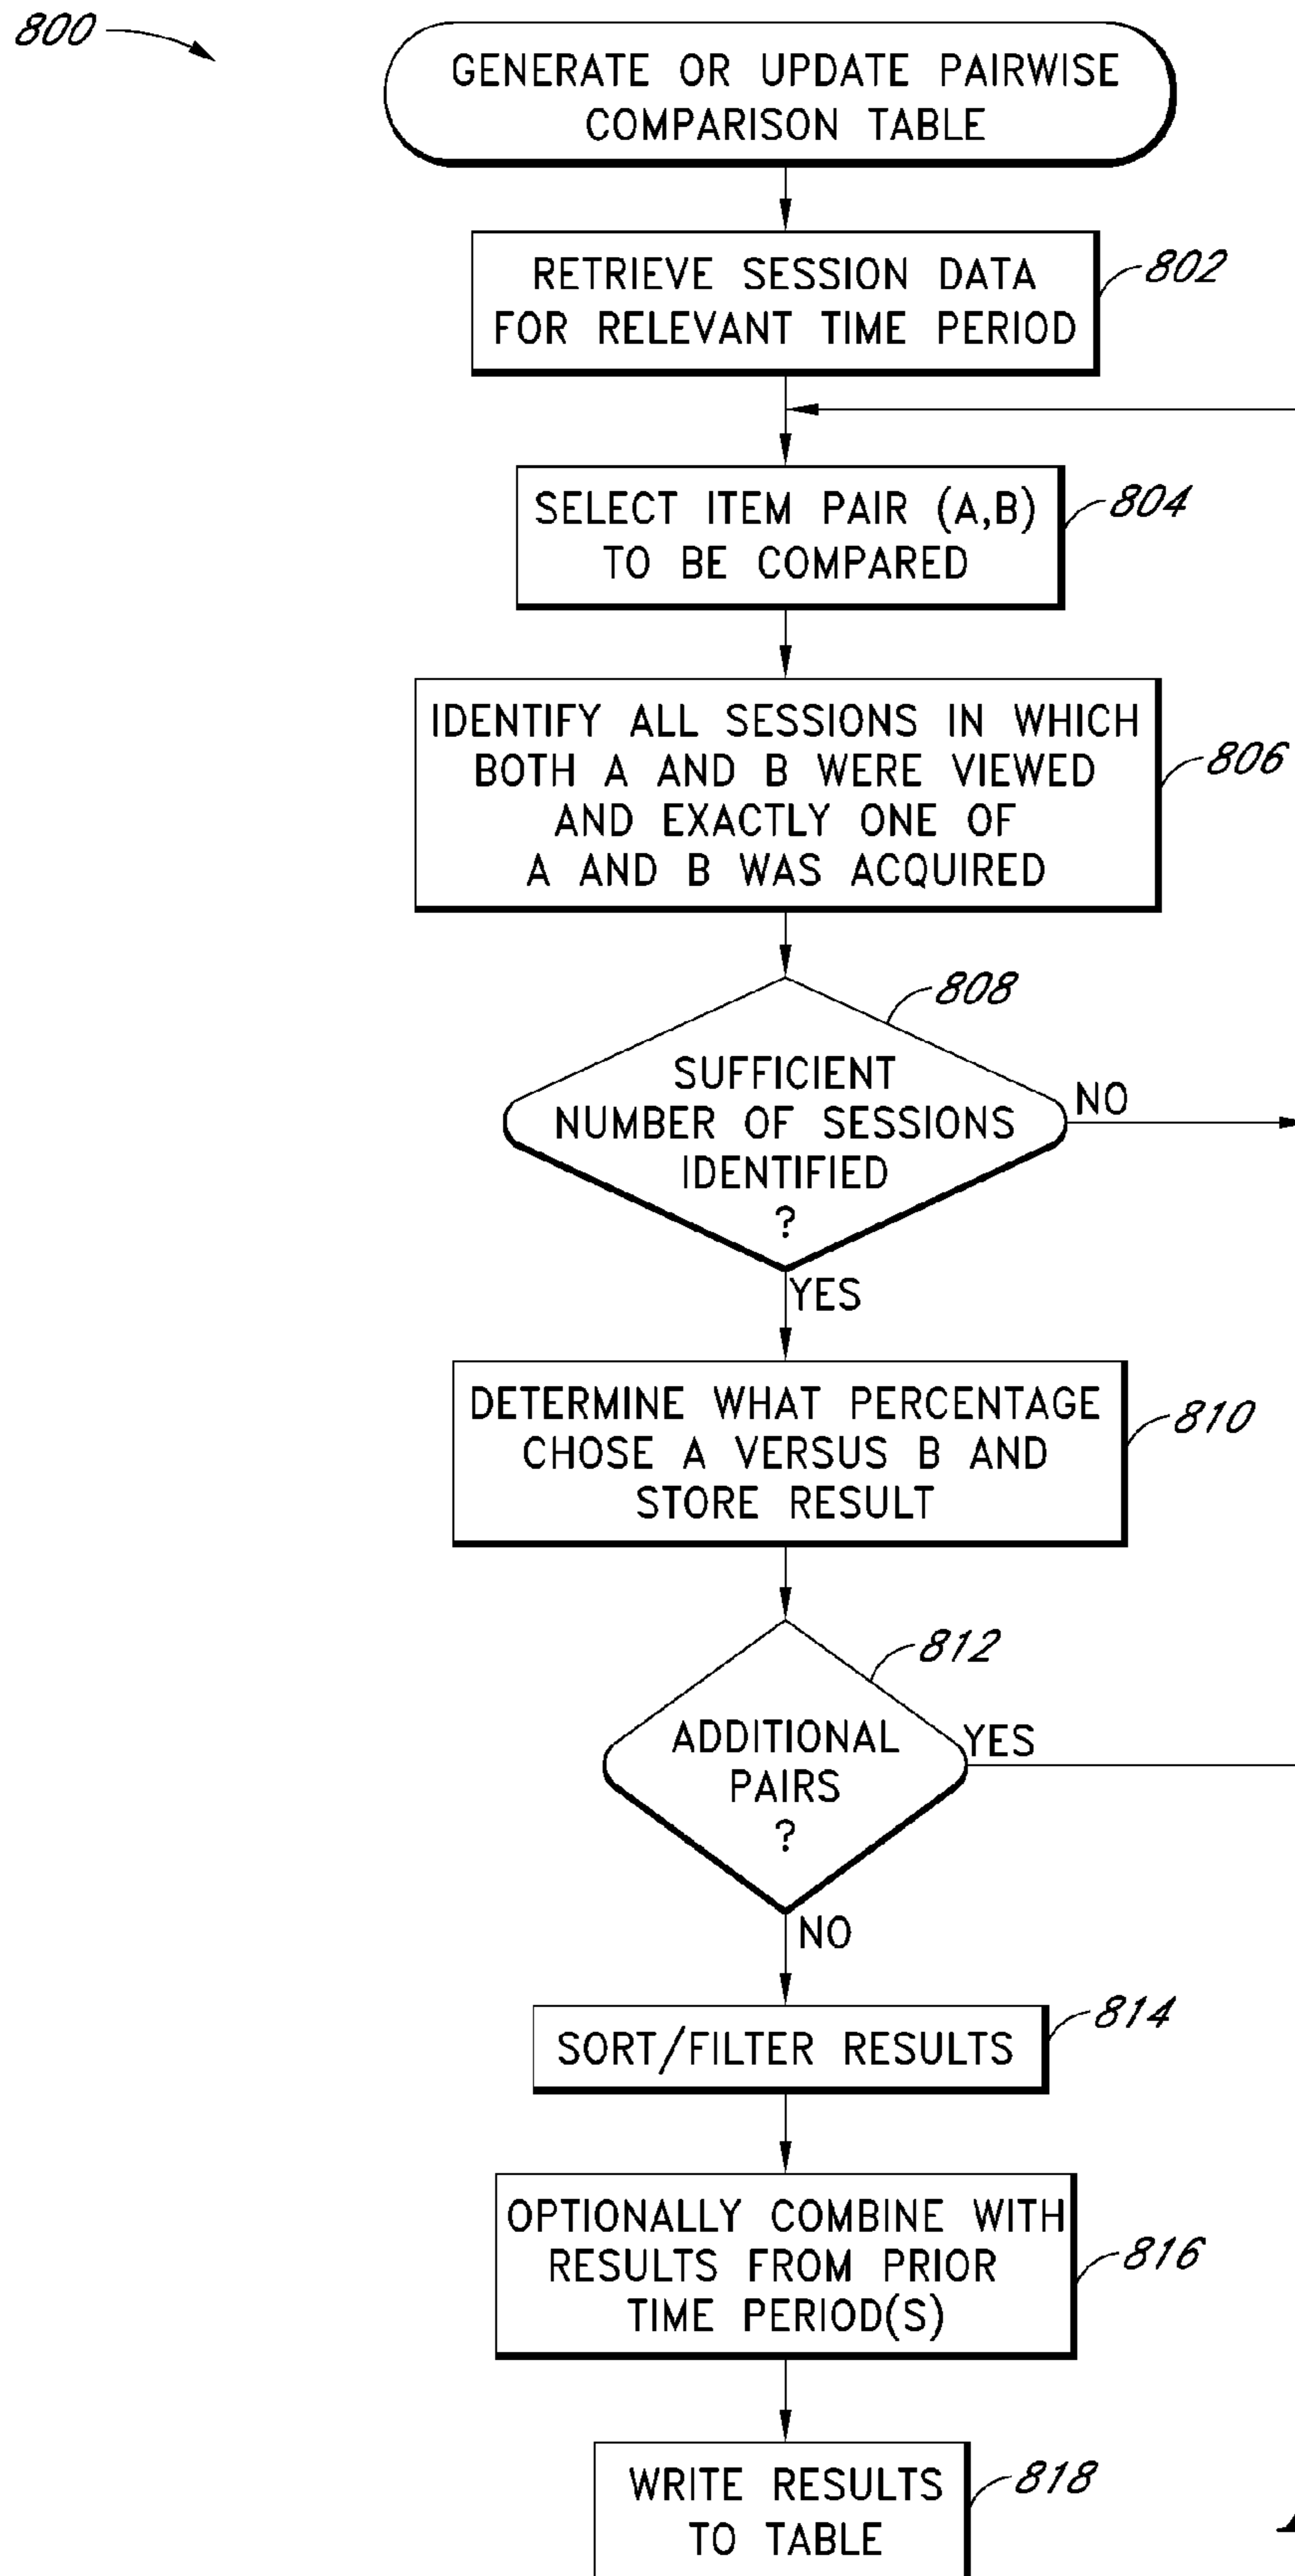 800
GENERATE OR UPDATE PAIRWISE
COMPARISON TABLE
RETRIEVE SESSION DATA
FOR RELEVANT TIME PERIOD
802
SELECT ITEM PAIR (A,B)
TO BE COMPARED
804
IDENTIFY ALL SESSIONS IN WHICH
BOTH A AND B WERE VIEWED
AND EXACTLY ONE OF
A AND B WAS ACQUIRED
806
808
SUFFICIENT
NUMBER OF SESSIONS
IDENTIFIED
?
NO
YES
DETERMINE WHAT PERCENTAGE
CHOSE A VERSUS B AND
STORE RESULT
810
812
ADDITIONAL
PAIRS
?
YES
NO
SORT/FILTER RESULTS
814
OPTIONALLY COMBINE WITH
RESULTS FROM PRIOR
TIME PERIOD(S)
816
WRITE RESULTS
TO TABLE
818